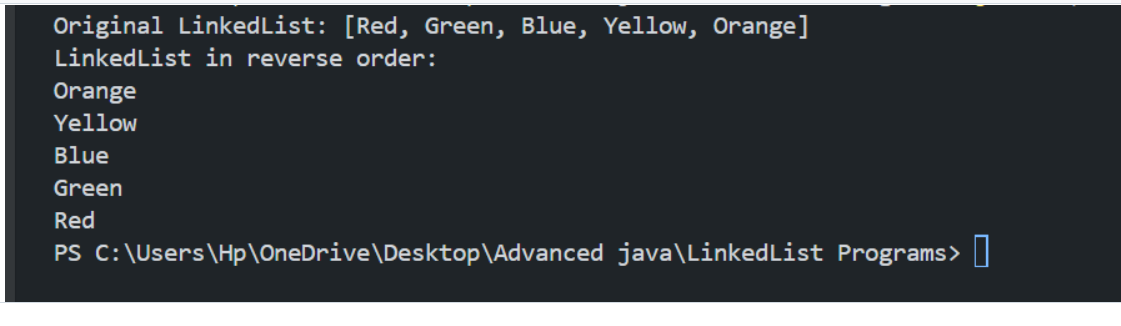 Original LinkedList: [Red, Green, Blue, Yellow, Orange]
LinkedList in reverse order:
Orange
Yellow
Blue
Green
Red
PS C:\Users\Hp\OneDrive\Desktop\Advanced java\LinkedList Programs>